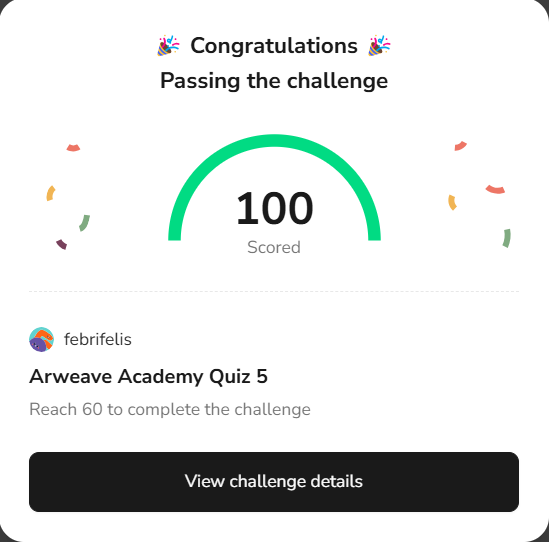 🎉 Congratulations 🎉
Passing the challenge
100
Scored
febrifelis
Arweave Academy Quiz 5
Reach 60 to complete the challenge
View challenge details